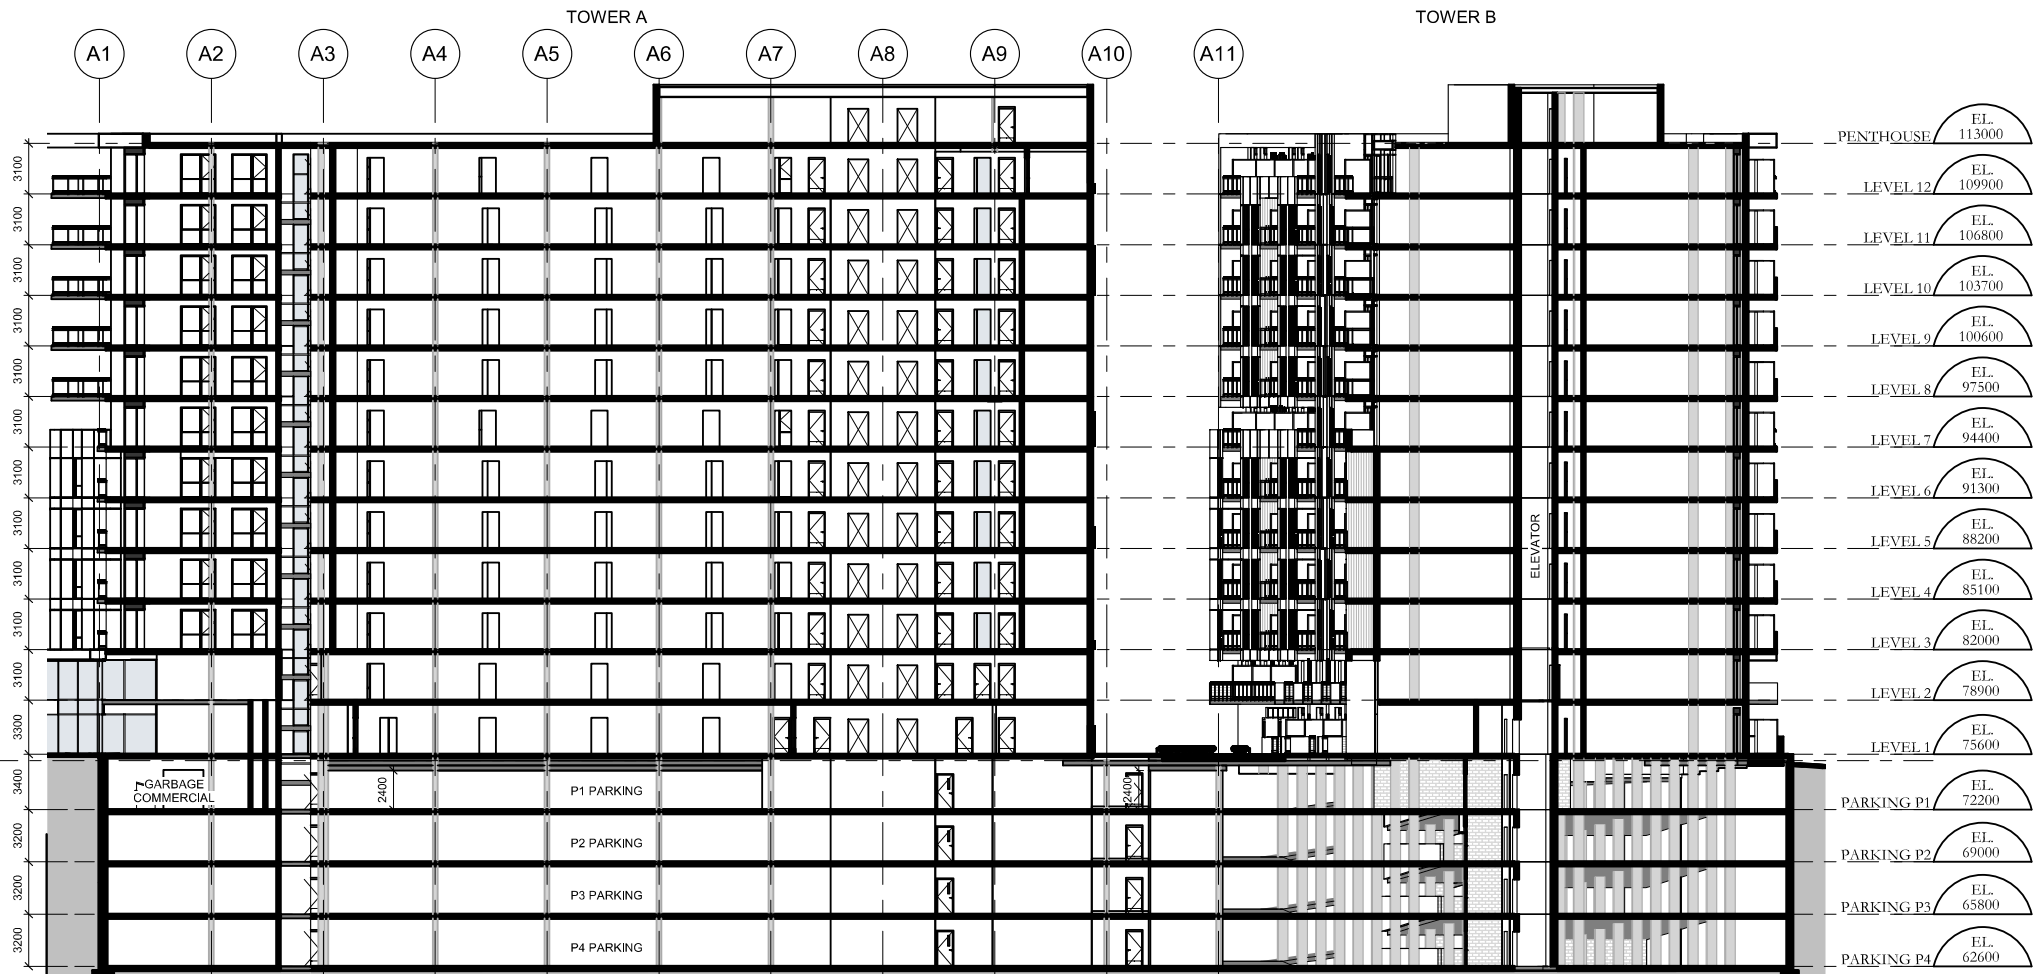 TOWER A
TOWER B
A1 A2 A3 A4 A5 A6 A7 A8 A9 A10 A11
PENTHOUSE
EL.
113000
3100
LEVEL 12
EL.
109900
3100
LEVEL 11
EL.
106800
3100
LEVEL 10
EL.
103700
3100
LEVEL 9
EL.
100600
3100
LEVEL 8
EL.
97500
3100
LEVEL 7
EL.
94400
3100
LEVEL 6
EL.
91300
3100
ELEVATOR
LEVEL 5
EL.
88200
3100
LEVEL 4
EL.
85100
3100
LEVEL 3
EL.
82000
3100
LEVEL 2
EL.
78900
3300
LEVEL 1
EL.
75600
3400
GARBAGE
COMMERCIAL
2400
P1 PARKING
2400
PARKING P1
EL.
72200
3200
P2 PARKING
PARKING P2
EL.
69000
3200
P3 PARKING
PARKING P3
EL.
65800
3200
P4 PARKING
PARKING P4
EL.
62600